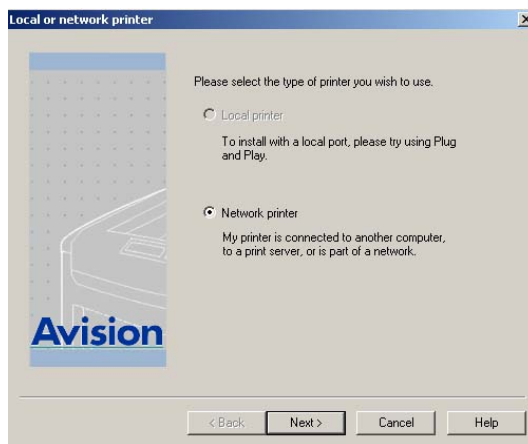 Local or network printer
Please select the type of printer you wish to use.
Local printer
To install with a local port, please try using Plug
and Play.
Network printer
My printer is connected to another computer,
to a print server, or is part of a network.
Avision
< Back
Next >
Cancel
Help